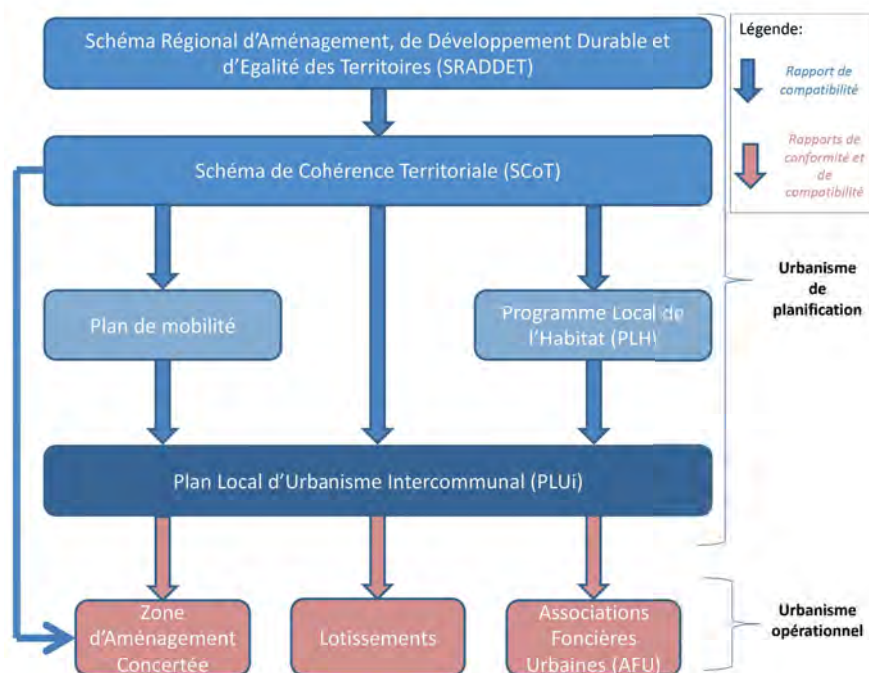 Schéma Régional d'Aménagement, de Développement Durable et
d'Egalité des Territoires (SRADDET)
Légende:
Rapport de
compatibilité
Rapports de
conformité et
de
compatibilité
Schéma de Cohérence Territoriale (SCoT)
Urbanisme
de
planification
Plan de mobilité
Programme Local de
l'Habitat (PLH)
Plan Local d'Urbanisme Intercommunal (PLUi)
Zone
d'Aménagement
Concertée
Lotissements
Associations
Foncières
Urbaines (AFU)
Urbanisme
opérationnel